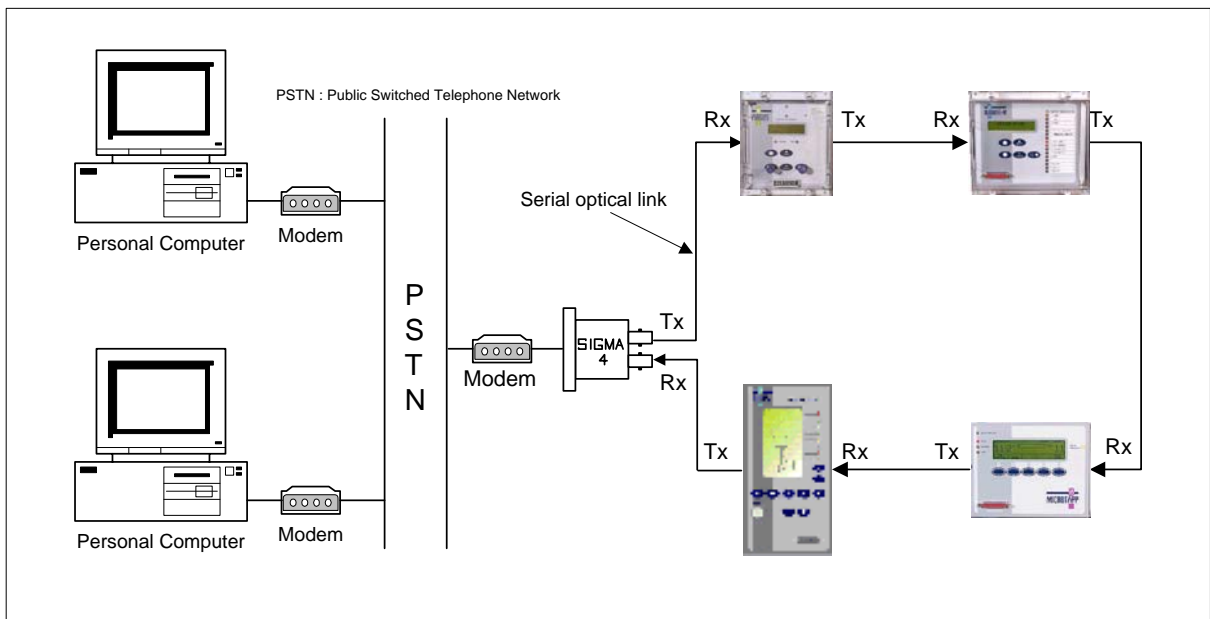 PSTN : Public Switched Telephone Network
Personal Computer
Modem
Personal Computer
Modem
P
S
T
N
Modem
SIGMA
4
Tx
Rx
Serial optical link
Rx
Tx
Rx
Tx
Rx
Tx
Rx
Tx
MICROTAPP